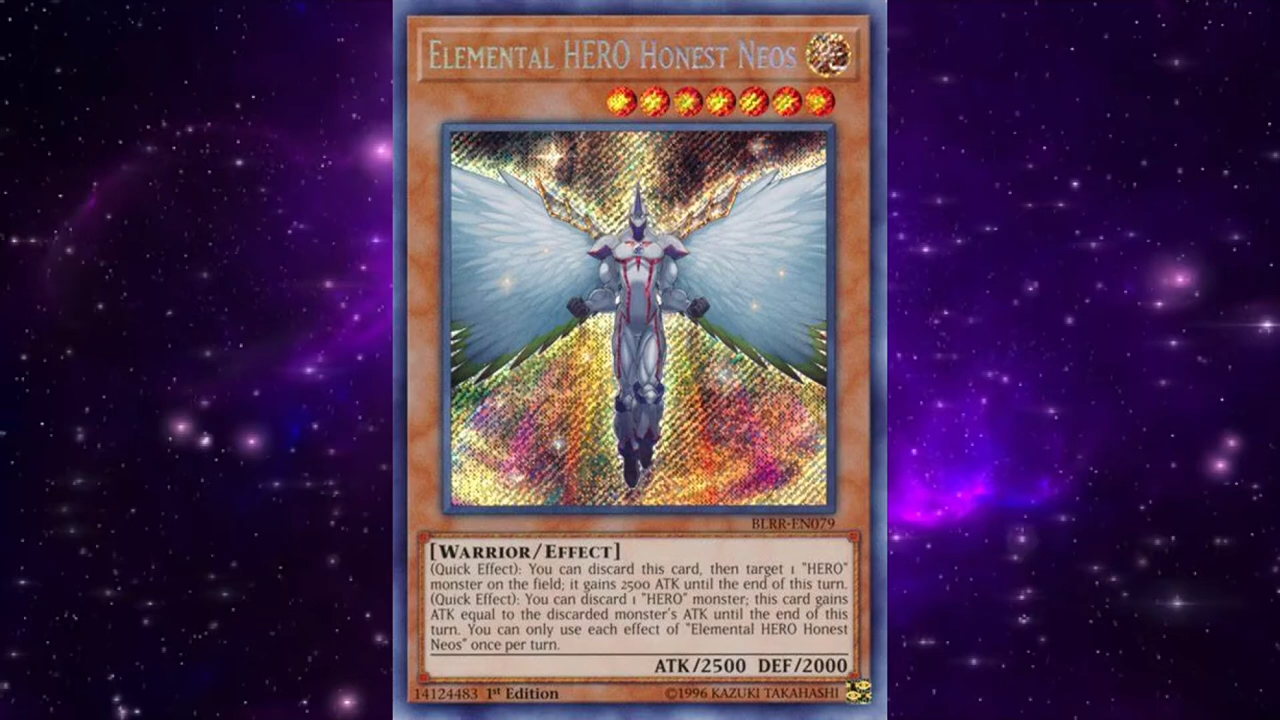 Elemental HERO Honest Neos
BLRR-EN079
[Warrior/Effect]
(Quick Effect): You can discard this card, then target 1 "HERO"
monster on the field; it gains 2500 ATK until the end of this turn.
(Quick Effect): You can discard 1 "HERO" monster; this card gains
ATK equal to the discarded monster's ATK until the end of this
turn. You can only use each effect of "Elemental HERO Honest
Neos" once per turn.
ATK/2500 DEF/2000
14124483 1st Edition ©1996 KAZUKI TAKAHASHI